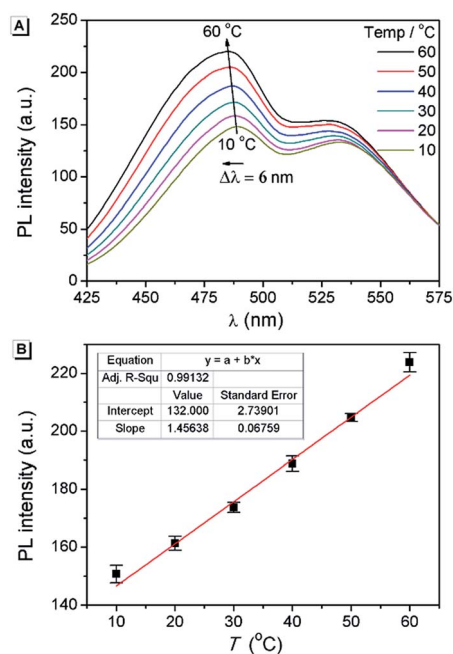 A
60 °C
Temp / °C
60
50
40
30
20
10
10 °C
Δλ = 6 nm
250
200
150
100
50
0
PL intensity (a.u.)
425 450 475 500 525 550 575
λ (nm)
B
Equation y = a + b*x
Adj. R-Squ 0.99132
Value Standard Error
Intercept 132.000 2.73901
Slope 1.45638 0.06759
220
200
180
160
140
PL intensity (a.u.)
10 20 30 40 50 60
T (°C)